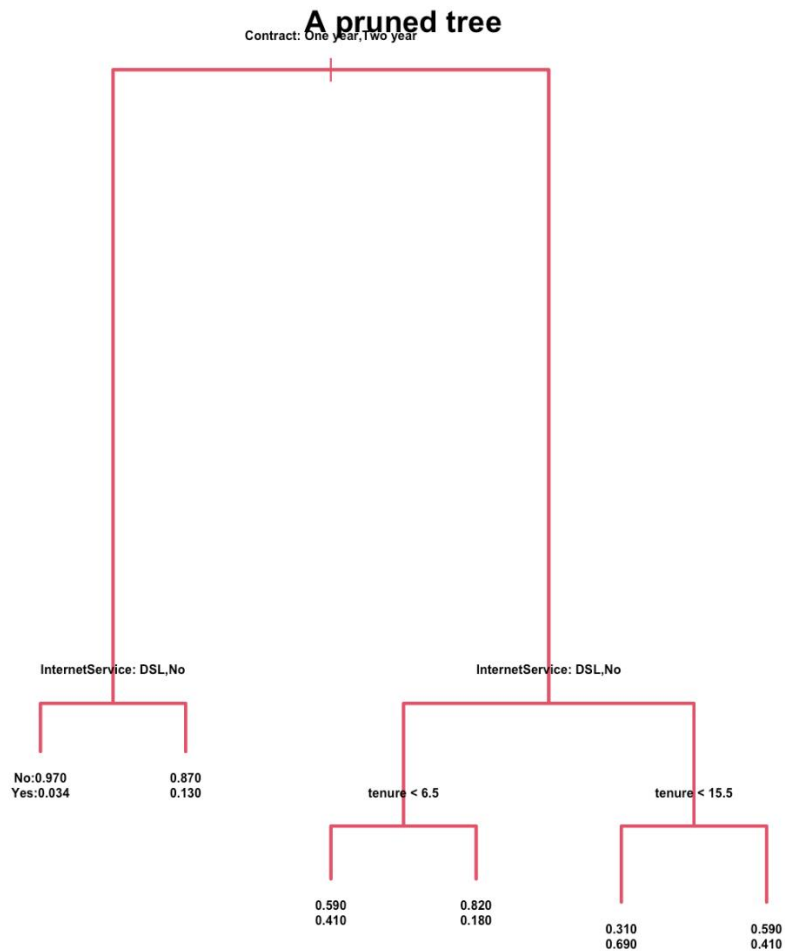 A pruned tree
Contract: One year,Two year
InternetService: DSL,No
InternetService: DSL,No
No:0.970
Yes:0.034
0.870
0.130
tenure < 6.5
tenure < 15.5
0.590
0.410
0.820
0.180
0.310
0.690
0.590
0.410